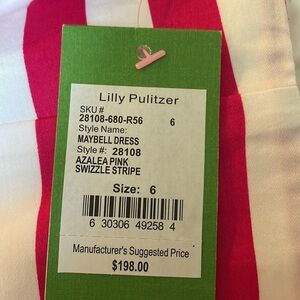 Lilly Pulitzer
SKU #
28108-680-R56 6
Style Name:
MAYBELL DRESS
Style #: 28108
AZALEA PINK
SWIZZLE STRIPE
Size: 6
6 30306 49258 4
Manufacturer's Suggested Price
$198.00